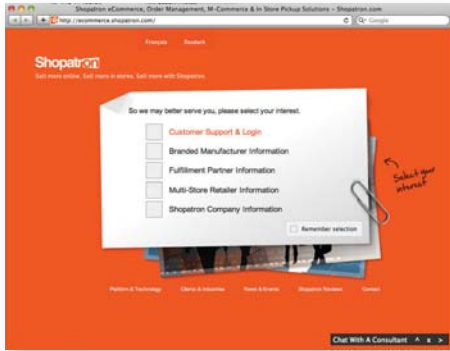 Shopatron eCommerce, Order Management, M-Commerce & In Store Pickup Solutions – Shopatron.com
http://ecommerce.shopatron.com/
Google
Français Deutsch
Shopatron
Sell more online. Sell more in stores. Sell more with Shopatron.
So we may better serve you, please select your interest.
Customer Support & Login
Branded Manufacturer Information
Fulfillment Partner Information
Multi-Store Retailer Information
Shopatron Company Information
Select your
interest
Remember selection
Platform & Technology Clients & Industries News & Events Shopatron Reviews Contact
Chat With A Consultant ^ x >